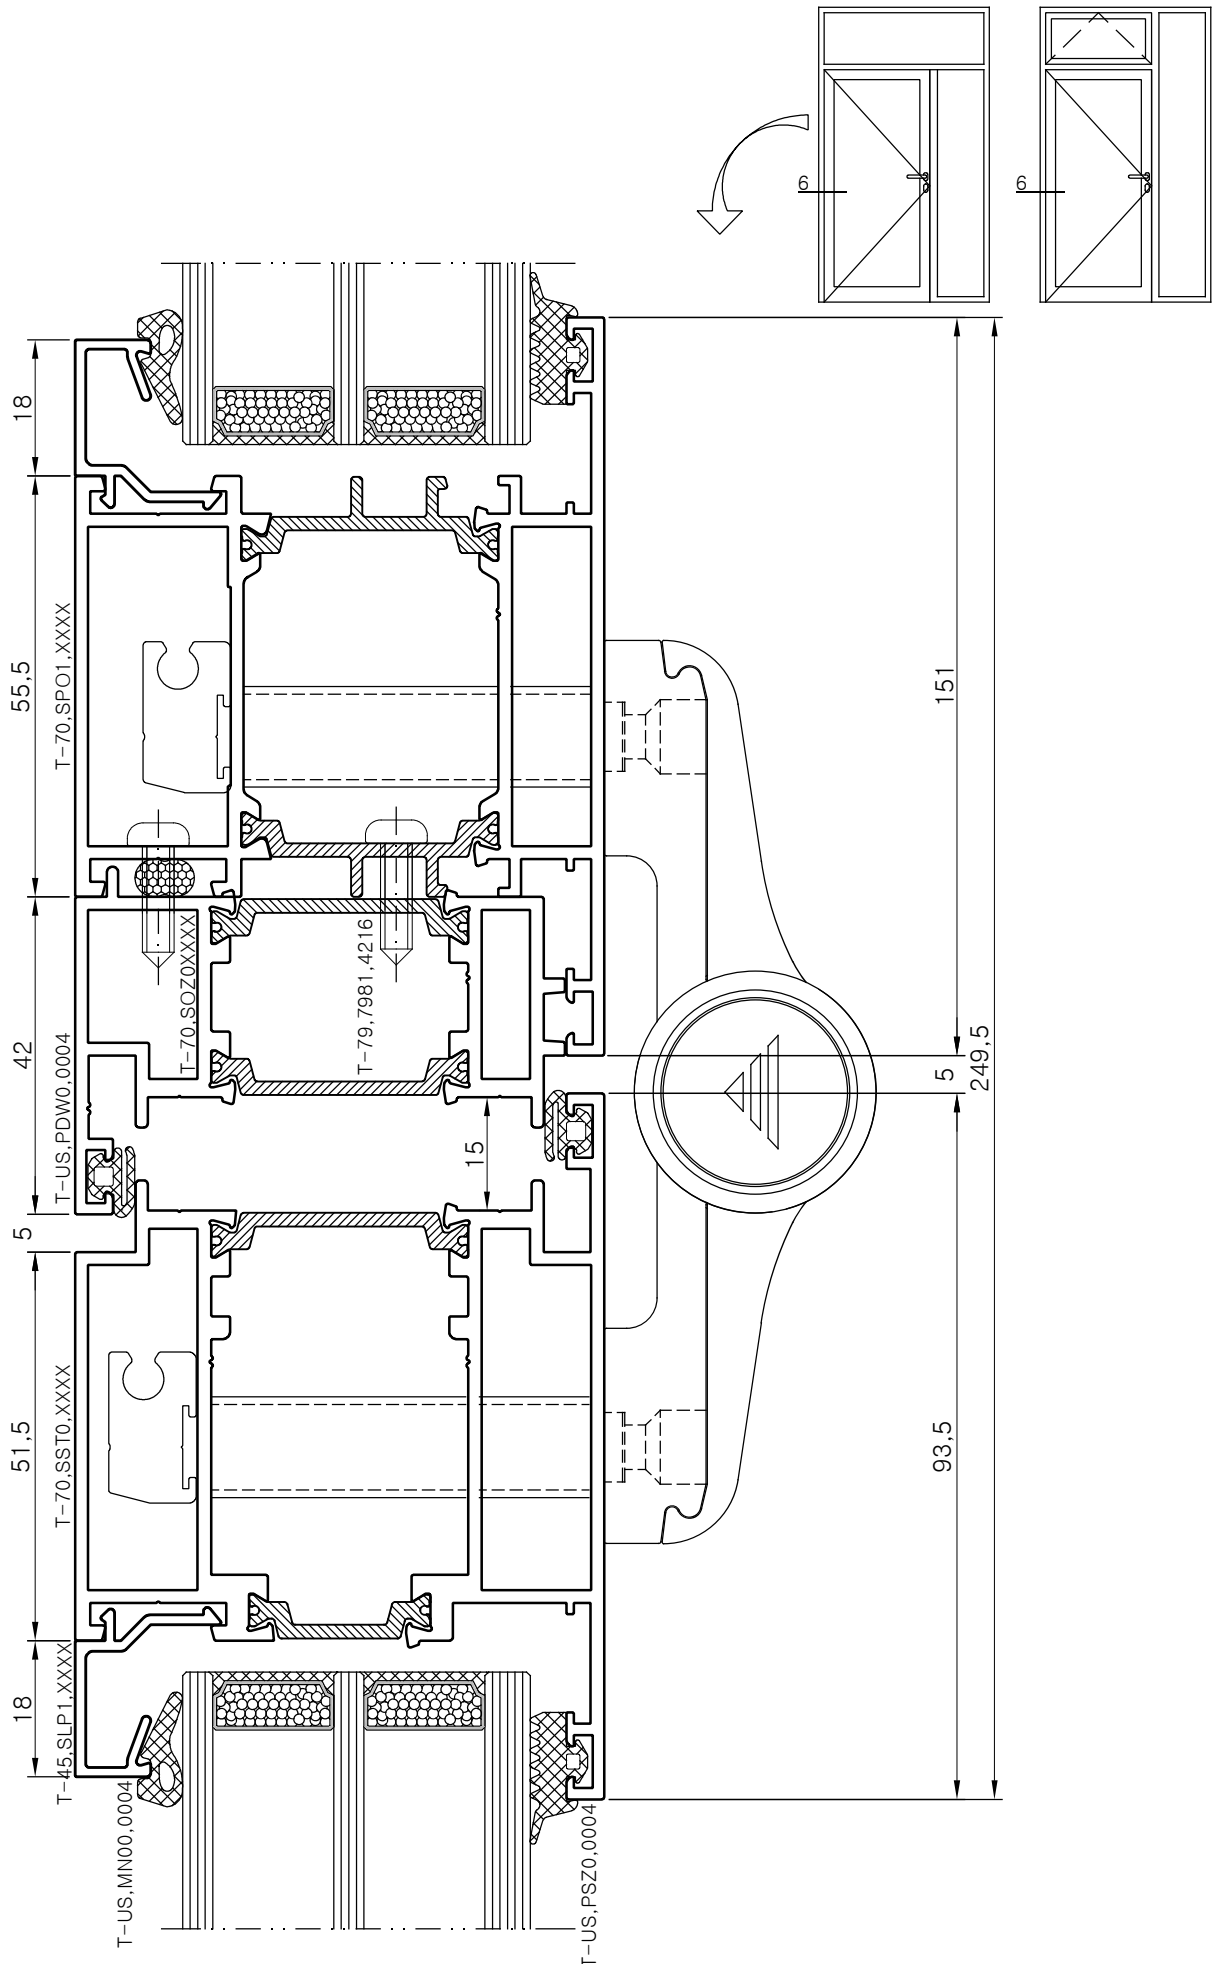 6
6
18
55,5
T-70,SPO1,XXXX
151
T-70,SOZ0XXXX
T-79,7981,4216
42
T-US,PDW0,0004
5
249,5
15
5
51,5
T-70,SST0,XXXX
93,5
18
T-45,SLP1,XXXX
T-US,MN00,0004
T-US,PSZ0,0004